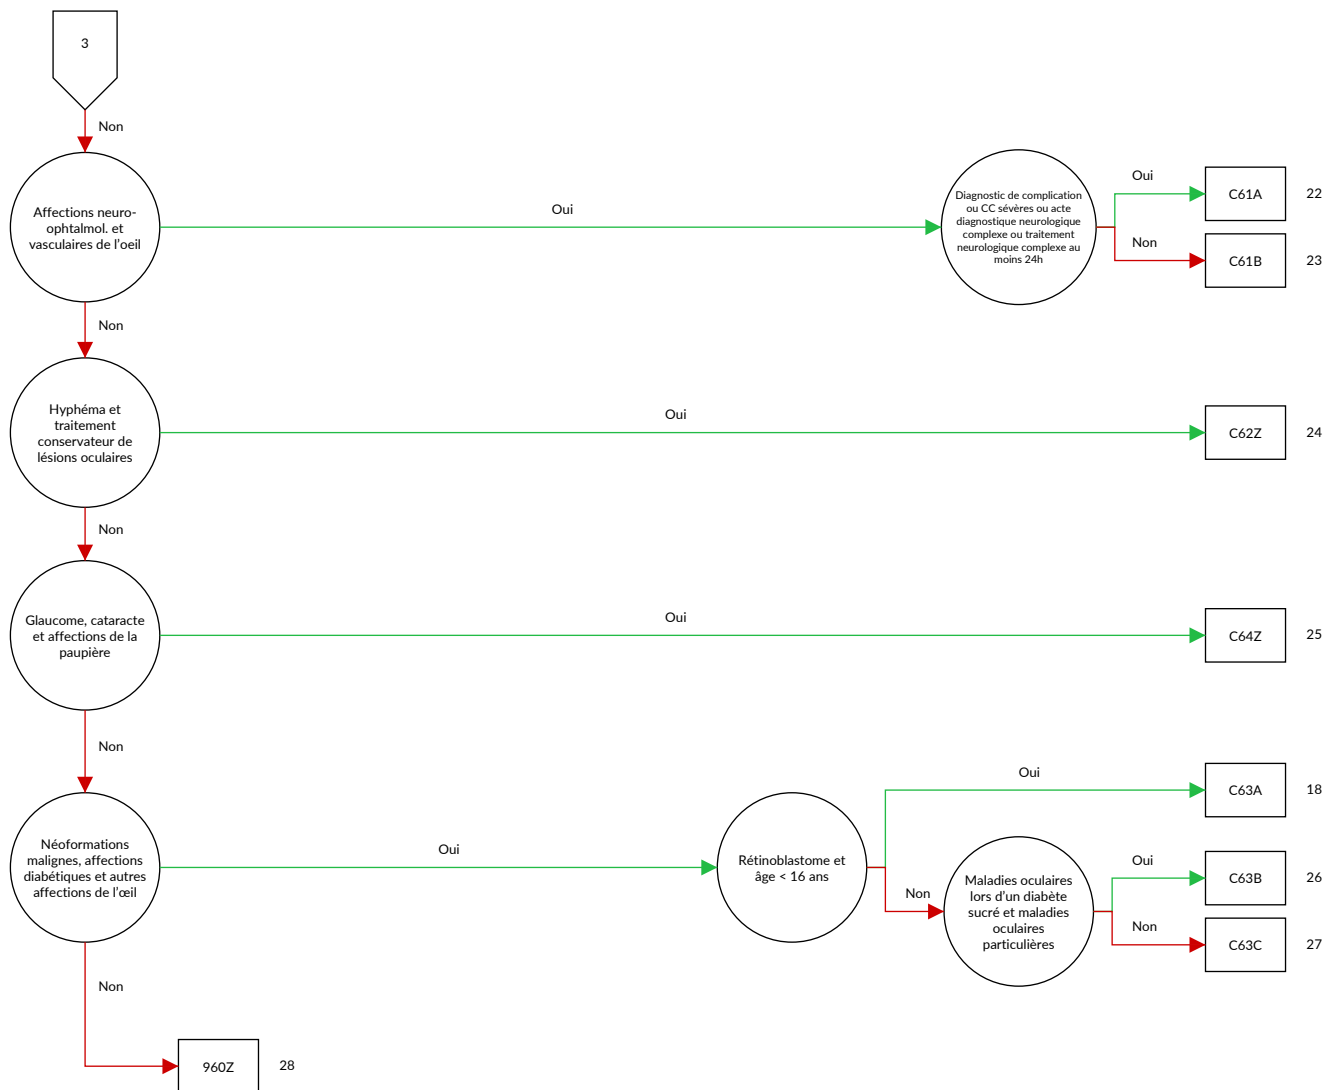 3
Non
Affections neuro-
ophtalmol. et
vasculaires de l'oeil
Oui
Diagnostic de complication
ou CC sévères ou acte
diagnostique neurologique
complexe ou traitement
neurologique complexe au
moins 24h
Oui
C61A
22
Non
C61B
23
Non
Hyphéma et
traitement
conservateur de
lésions oculaires
Oui
C62Z
24
Non
Glaucome, cataracte
et affections de la
paupière
Oui
C64Z
25
Non
Néoformations
malignes, affections
diabétiques et autres
affections de l'œil
Oui
Rétinoblastome et
âge < 16 ans
Oui
C63A
18
Non
Maladies oculaires
lors d'un diabète
sucré et maladies
oculaires
particulières
Oui
C63B
26
Non
C63C
27
Non
960Z
28